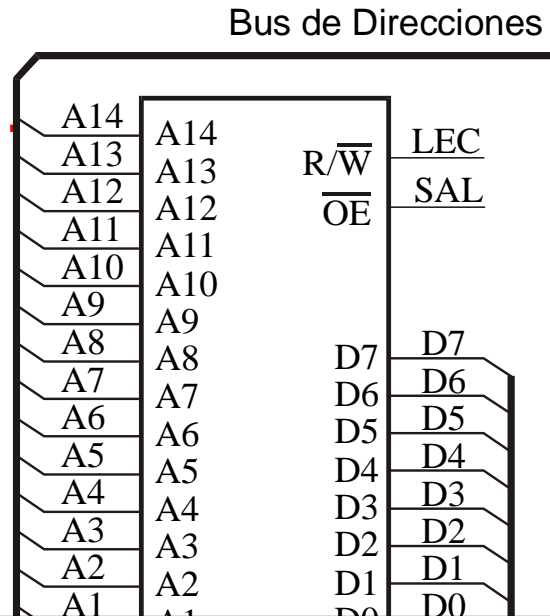 Bus de Direcciones
A14
A13
A12
A11
A10
A9
A8
A7
A6
A5
A4
A3
A2
A1
A14
A13
A12
A11
A10
A9
A8
A7
A6
A5
A4
A3
A2
A1
R/W̅
O̅E̅
D7
D6
D5
D4
D3
D2
D1
D0
LEC
SAL
D7
D6
D5
D4
D3
D2
D1
D0